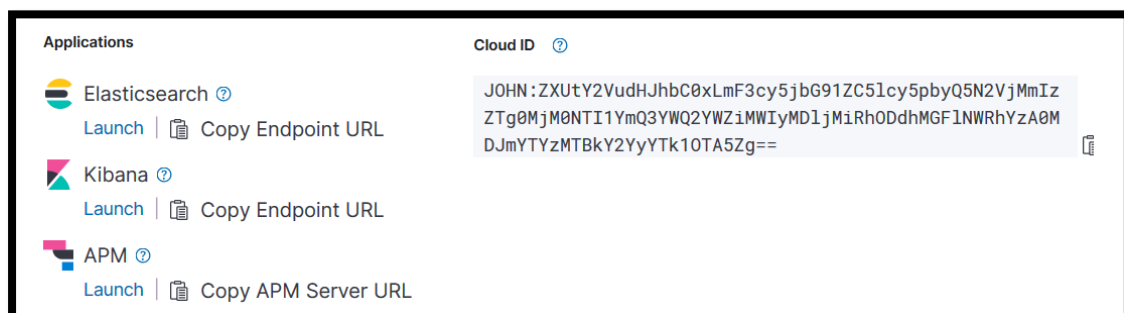 Applications
Elasticsearch
Launch | Copy Endpoint URL
Kibana
Launch | Copy Endpoint URL
APM
Launch | Copy APM Server URL
Cloud ID
JOHN:ZXUtY2VudHJhbC0xLmF3cy5jbG91ZC5lcy5pbyQ5N2VjMmIz
ZTg0MjM0NTI1YmQ3YWQ2YWZiMWIyMDljMiRhODdhMGFlNWRhYzA0M
DJmYTYzMTBkY2YyYTk1OTA5Zg==